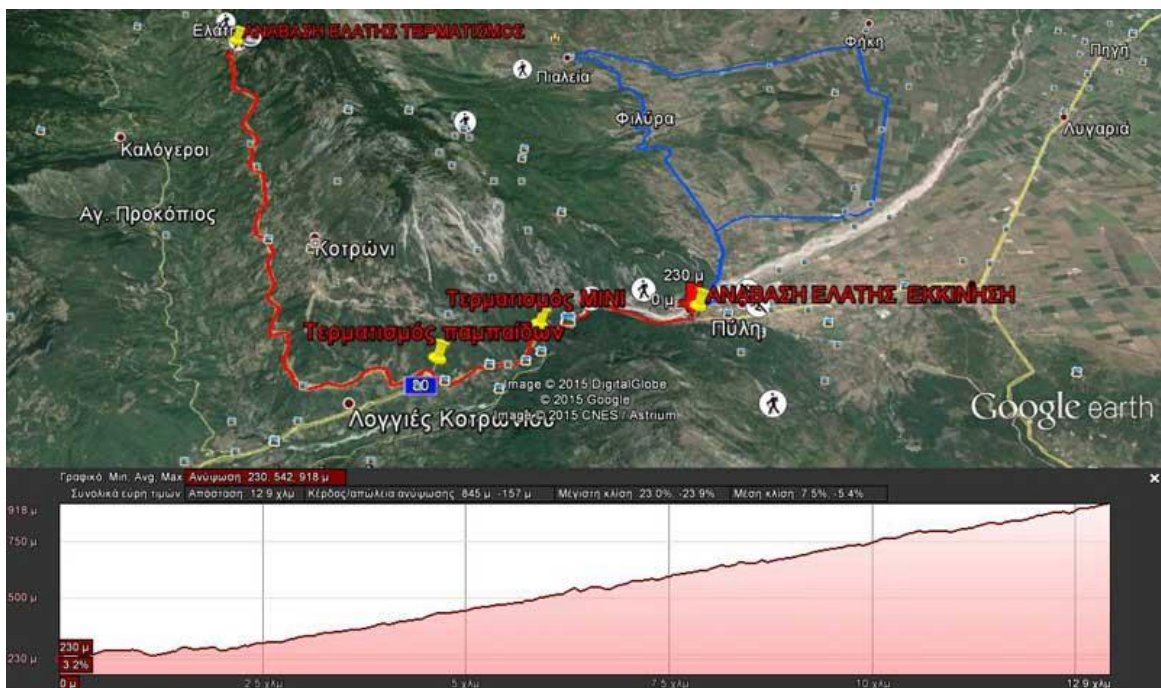 Ελάτη
ΑΝΑΒΑΣΗ ΕΛΑΤΗΣ ΤΕΡΜΑΤΙΣΜΟΣ
Φήκη
Πηγή
Πιαλεία
Φιλύρα
Λυγαριά
Καλόγεροι
Αγ. Προκόπιος
Κοτρώνι
230 μ
0 μ
ΑΝΑΒΑΣΗ ΕΛΑΤΗΣ ΕΚΚΙΝΗΣΗ
Τερματισμός MINI
Πύλη
Τερματισμός παμπαίδων
Λογγιές Κοτρωνίου
Image © 2015 DigitalGlobe
© 2015 Google
Image © 2015 CNES / Astrium
Google earth
Γραφικό: Min, Avg, Max Ανύψωση: 230, 542, 918 μ
Συνολικά εύρη τιμών: Απόσταση: 12.9 χλμ Κέρδος/απώλεια ανύψωσης: 845 μ, -157 μ Μέγιστη κλίση: 23.0%, -23.9% Μέση κλίση: 7.5%, -5.4%
918 μ
750 μ
500 μ
230 μ
3.2%
230 μ
0 μ 2.5 χλμ 5 χλμ 7.5 χλμ 10 χλμ 12.9 χλμ